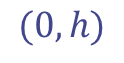 (0, h)